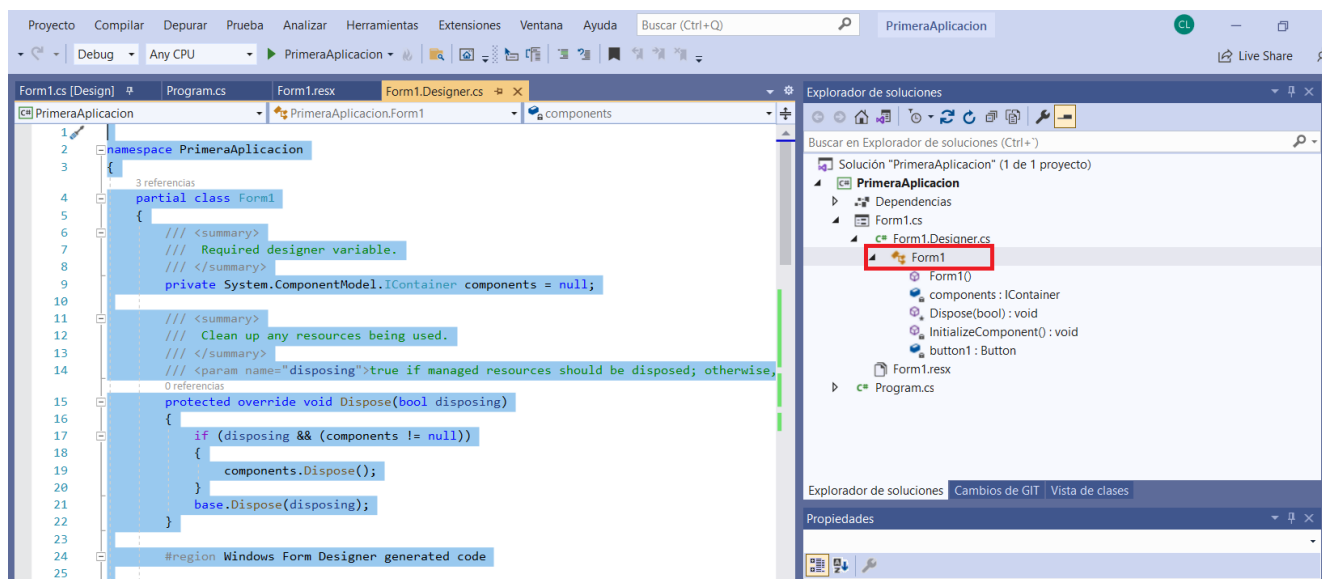 Proyecto Compilar Depurar Prueba Analizar Herramientas Extensiones Ventana Ayuda Buscar (Ctrl+Q) PrimeraAplicacion CL
Debug Any CPU PrimeraAplicacion Live Share
Form1.cs [Design] Program.cs Form1.resx Form1.Designer.cs
PrimeraAplicacion PrimeraAplicacion.Form1 components
1
2 namespace PrimeraAplicacion
3 {
3 referencias
4 partial class Form1
5 {
6 /// <summary>
7 /// Required designer variable.
8 /// </summary>
9 private System.ComponentModel.IContainer components = null;
10
11 /// <summary>
12 /// Clean up any resources being used.
13 /// </summary>
14 /// <param name="disposing">true if managed resources should be disposed; otherwise,
0 referencias
15 protected override void Dispose(bool disposing)
16 {
17 if (disposing && (components != null))
18 {
19 components.Dispose();
20 }
21 base.Dispose(disposing);
22 }
23
24 #region Windows Form Designer generated code
25
Explorador de soluciones
Buscar en Explorador de soluciones (Ctrl+`)
Solución "PrimeraAplicacion" (1 de 1 proyecto)
C# PrimeraAplicacion
Dependencias
Form1.cs
C# Form1.Designer.cs
Form1
Form1()
components : IContainer
Dispose(bool) : void
InitializeComponent() : void
button1 : Button
Form1.resx
C# Program.cs
Explorador de soluciones Cambios de GIT Vista de clases
Propiedades